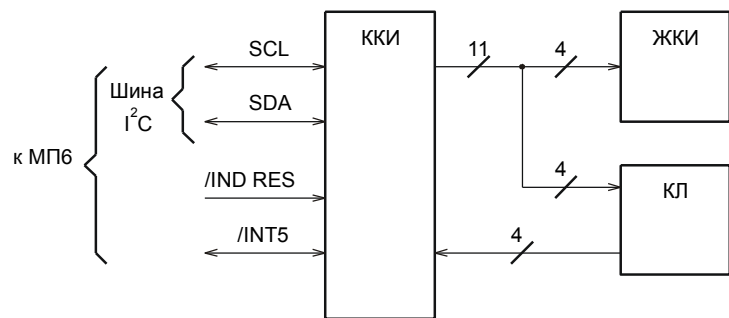 ККИ
ЖКИ
КЛ
SCL
SDA
/IND RES
/INT5
Шина
I²C
к МП6
11
4
4
4